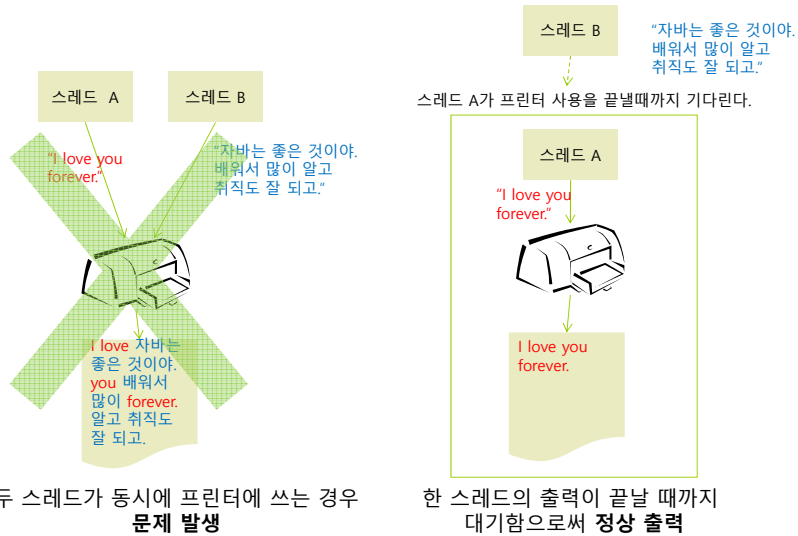 스레드 A
스레드 B
"I love you
forever."
"자바는 좋은 것이야.
배워서 많이 알고
취직도 잘 되고."
I love 자바는
좋은 것이야.
you 배워서
많이 forever.
알고 취직도
잘 되고.
두 스레드가 동시에 프린터에 쓰는 경우
문제 발생
스레드 B
"자바는 좋은 것이야.
배워서 많이 알고
취직도 잘 되고."
스레드 A가 프린터 사용을 끝낼때까지 기다린다.
스레드 A
"I love you
forever."
I love you
forever.
한 스레드의 출력이 끝날 때까지
대기함으로써 정상 출력